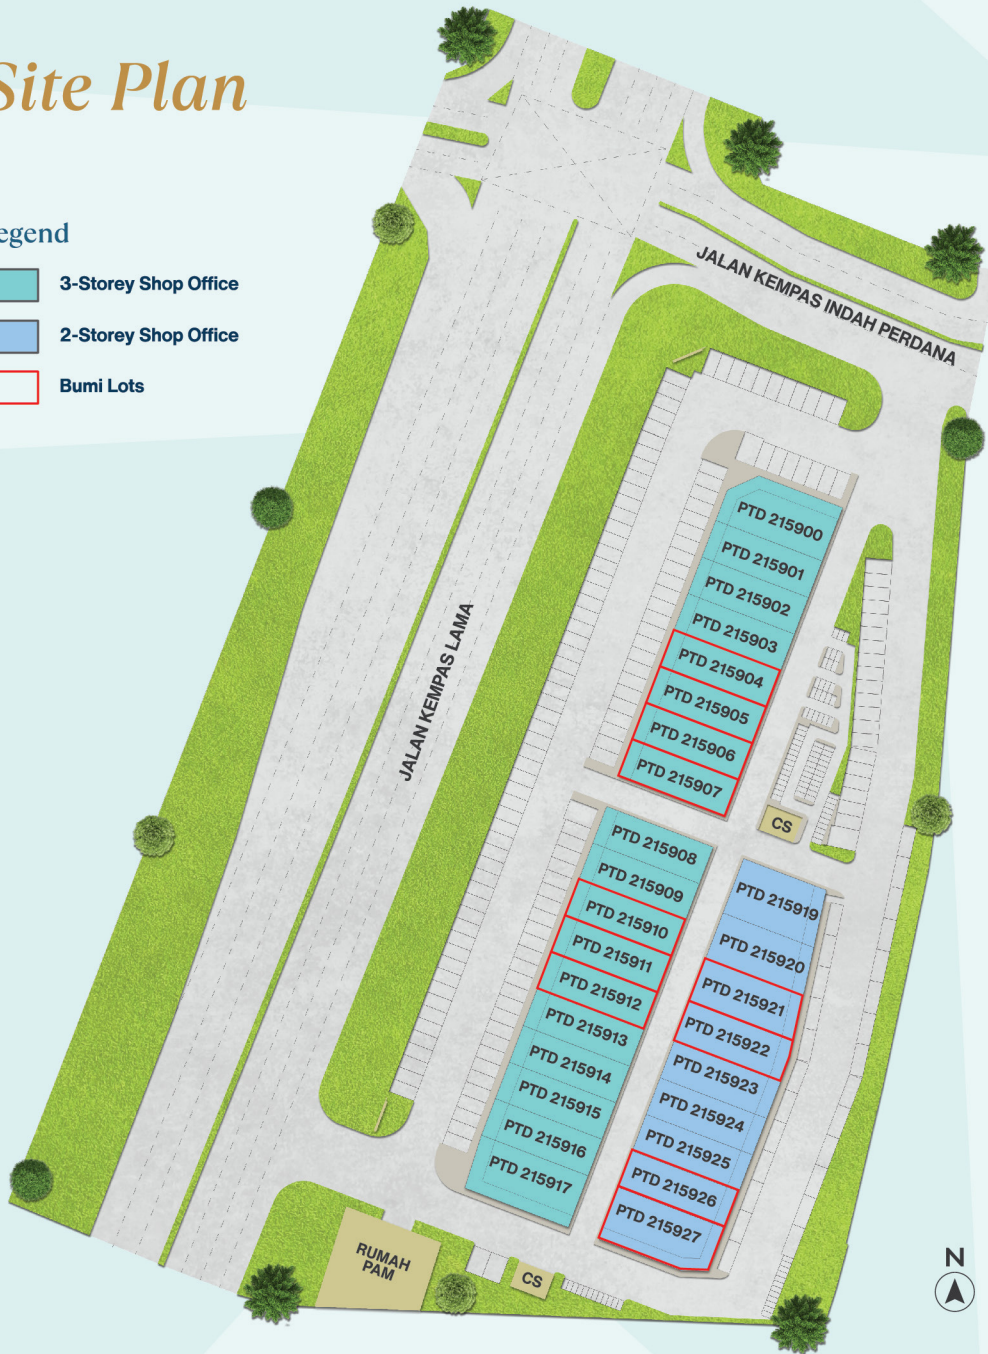 Site Plan
egend
3-Storey Shop Office
2-Storey Shop Office
Bumi Lots
JALAN KEMPAS INDAH PERDANA
JALAN KEMPAS LAMA
PTD 215900
PTD 215901
PTD 215902
PTD 215903
PTD 215904
PTD 215905
PTD 215906
PTD 215907
CS
PTD 215908
PTD 215909
PTD 215910
PTD 215911
PTD 215912
PTD 215913
PTD 215914
PTD 215915
PTD 215916
PTD 215917
PTD 215919
PTD 215920
PTD 215921
PTD 215922
PTD 215923
PTD 215924
PTD 215925
PTD 215926
PTD 215927
RUMAH
PAM
CS
N